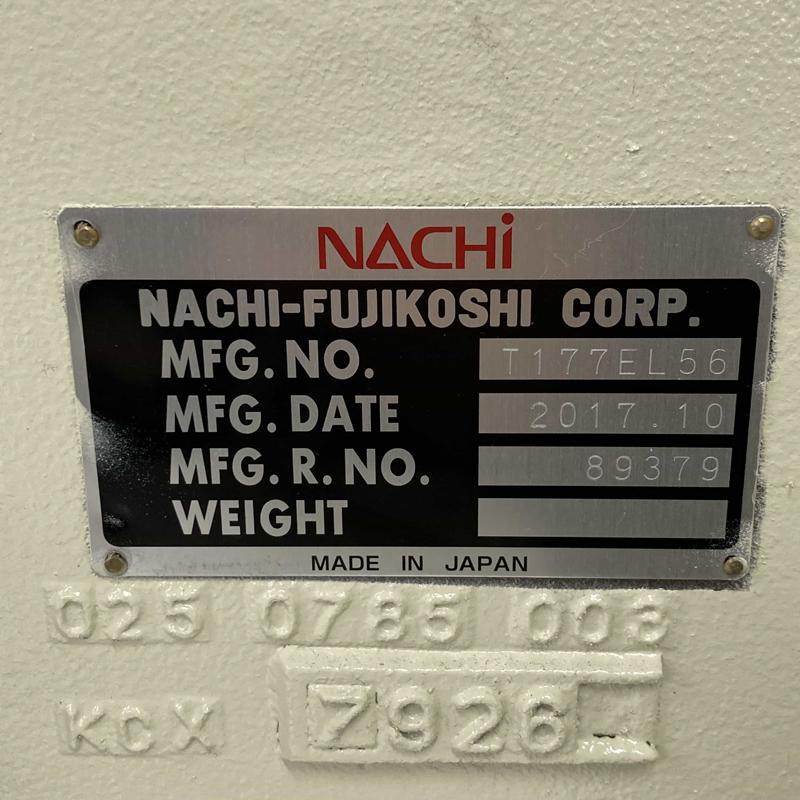 NACHi
NACHI-FUJIKOSHI CORP.
MFG. NO. T177EL56
MFG. DATE 2017.10
MFG. R. NO. 89379
WEIGHT
MADE IN JAPAN
025 0785 003
KCX Z926